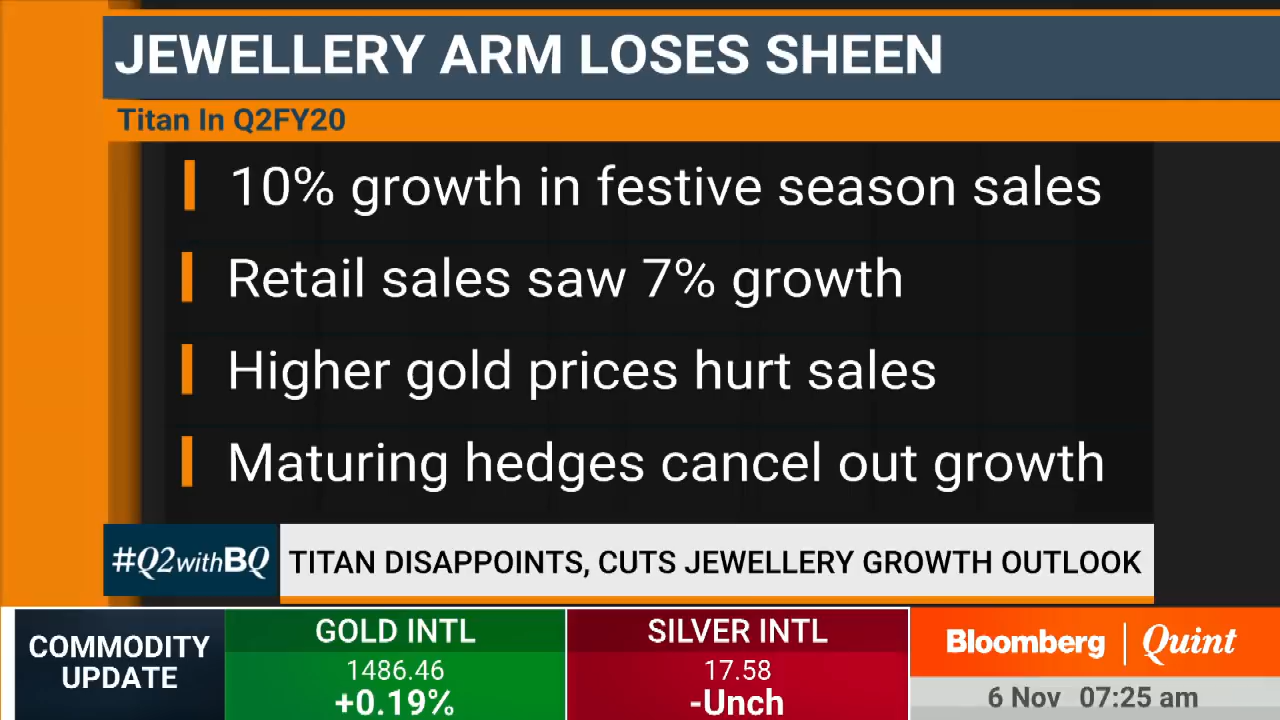 JEWELLERY ARM LOSES SHEEN
Titan In Q2FY20
10% growth in festive season sales
Retail sales saw 7% growth
Higher gold prices hurt sales
Maturing hedges cancel out growth
#Q2withBQ
TITAN DISAPPOINTS, CUTS JEWELLERY GROWTH OUTLOOK
COMMODITY
UPDATE
GOLD INTL
1486.46
+0.19%
SILVER INTL
17.58
-Unch
Bloomberg | Quint
6 Nov 07:25 am